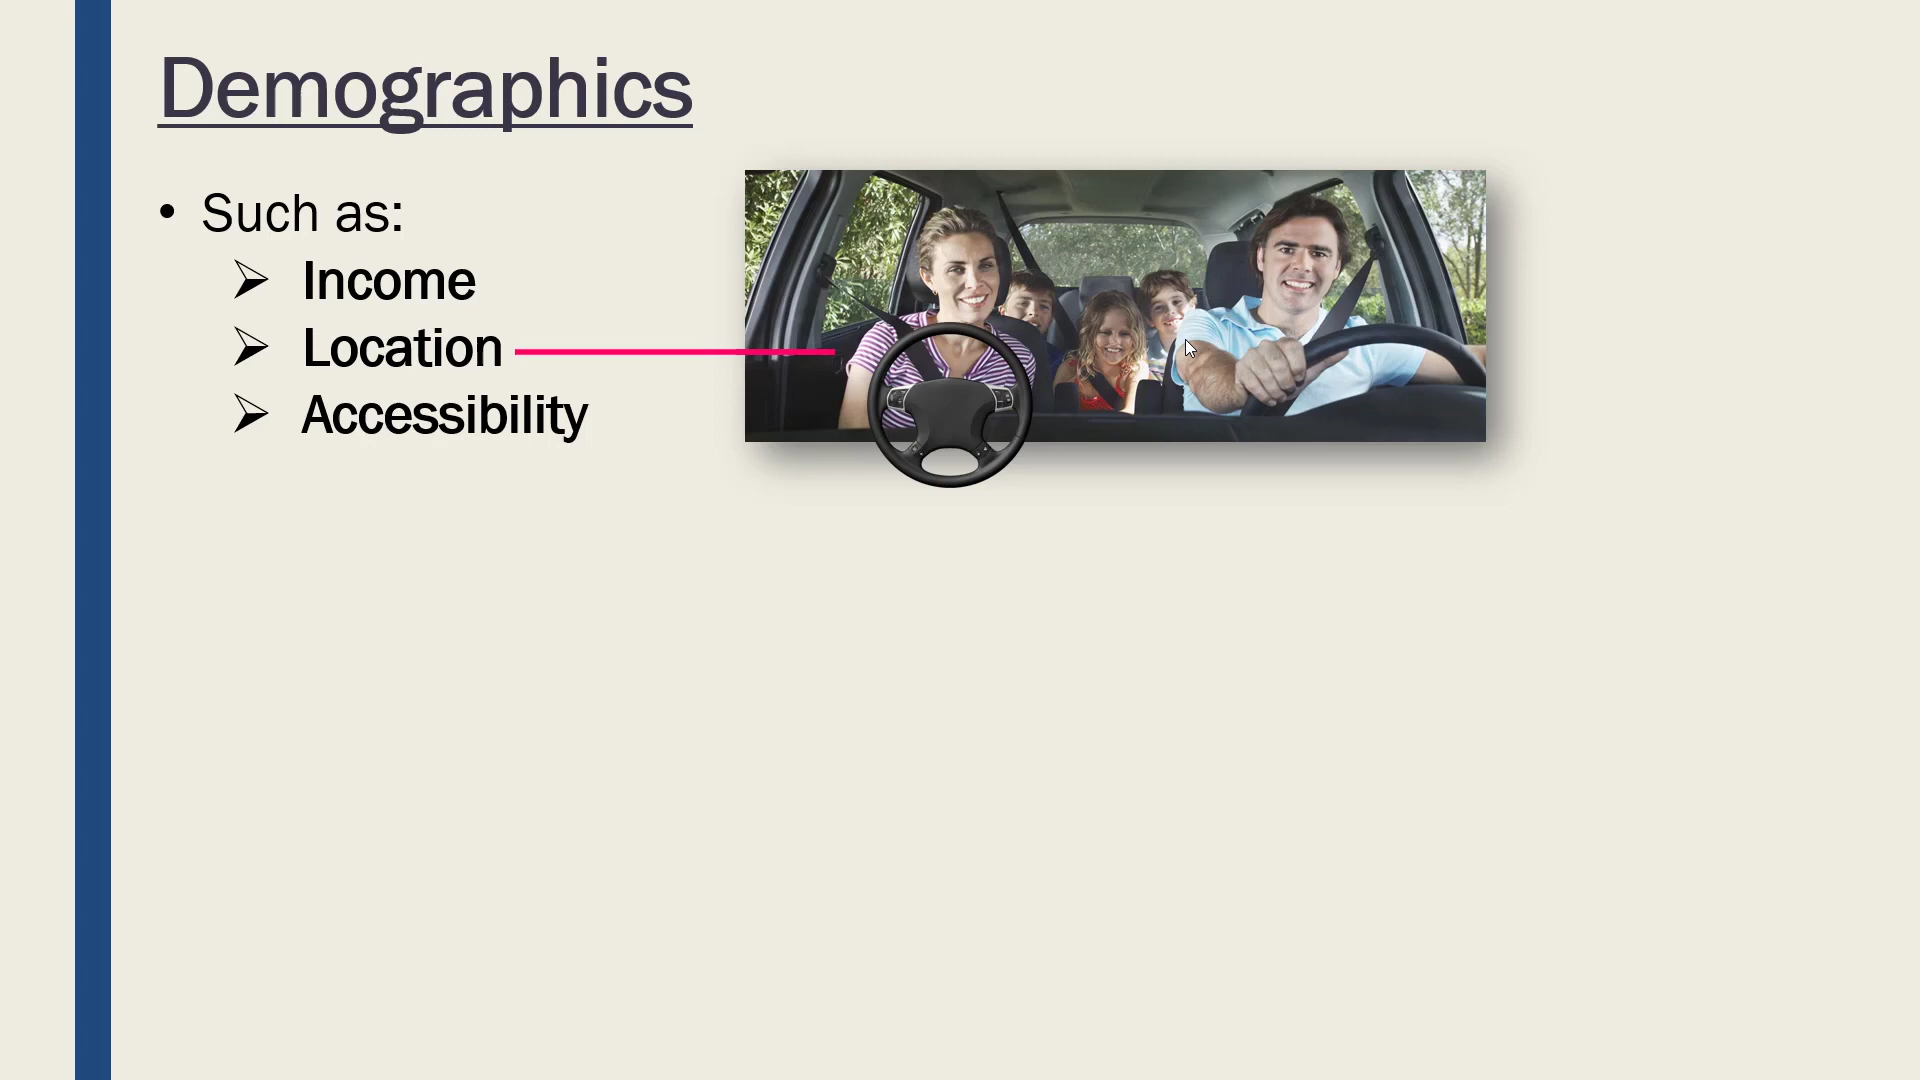 Demographics
• Such as:
➢ Income
➢ Location
➢ Accessibility